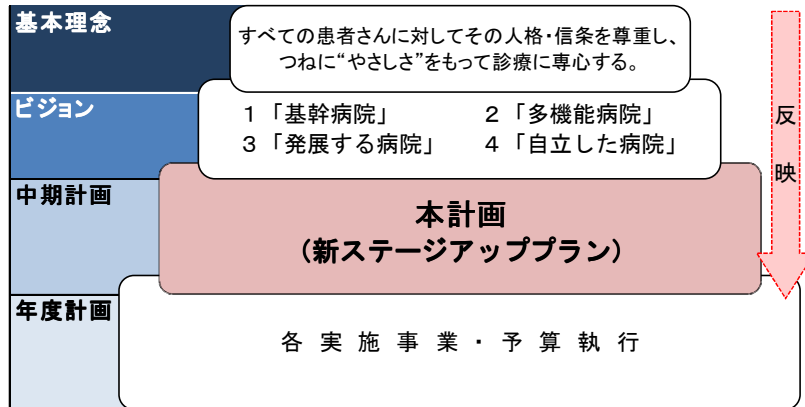 基本理念
すべての患者さんに対してその人格・信条を尊重し、
つねに“やさしさ”をもって診療に専心する。
ビジョン
1 「基幹病院」 2 「多機能病院」
3 「発展する病院」 4 「自立した病院」
反映
中期計画
本計画
(新ステージアッププラン)
年度計画
各実施事業・予算執行